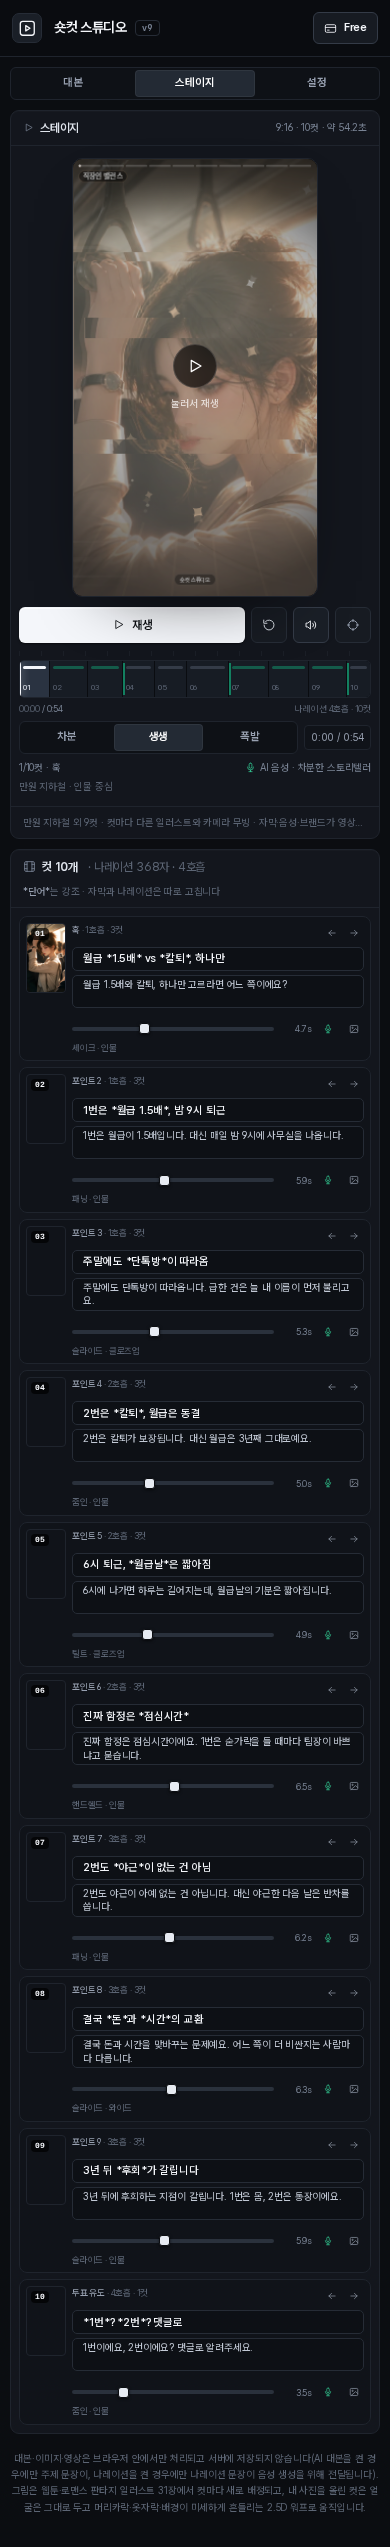 숏컷 스튜디오 v9 Free
대본 스테이지 설정
스테이지 9:16 · 10컷 · 약 54.2초
직장인 밸런스
눌러서 재생
숏컷 스튜디오
재생
01 02 03 04 05 06 07 08 09 10
00:00 / 0:54 나레이션 4호흡 · 10컷
차분 생생 폭발 0:00 / 0:54
1/10컷 · 훅 AI 음성 · 차분한 스토리텔러
만원 지하철 · 인물 중심
만원 지하철 외 9컷 · 컷마다 다른 일러스트와 카메라 무빙 · 자막·음성·브랜드가 영상...
컷 10개 · 나레이션 368자 · 4호흡
*단어*는 강조 · 자막과 나레이션은 따로 고칩니다
01 훅 · 1호흡 · 3컷 ← →
월급 *1.5배* vs *칼퇴*, 하나만
월급 1.5배와 칼퇴, 하나만 고르라면 어느 쪽이에요?
4.7s
셰이크 · 인물
02 포인트 2 · 1호흡 · 3컷 ← →
1번은 *월급 1.5배*, 밤 9시 퇴근
1번은 월급이 1.5배입니다. 대신 매일 밤 9시에 사무실을 나옵니다.
5.9s
패닝 · 인물
03 포인트 3 · 1호흡 · 3컷 ← →
주말에도 *단톡방*이 따라옴
주말에도 단톡방이 따라옵니다. 급한 건은 늘 내 이름이 먼저 불리고
요.
5.3s
슬라이드 · 클로즈업
04 포인트 4 · 2호흡 · 3컷 ← →
2번은 *칼퇴*, 월급은 동결
2번은 칼퇴가 보장됩니다. 대신 월급은 3년째 그대로예요.
5.0s
줌인 · 인물
05 포인트 5 · 2호흡 · 3컷 ← →
6시 퇴근, *월급날*은 짧아짐
6시에 나가면 하루는 길어지는데, 월급날의 기분은 짧아집니다.
4.9s
틸트 · 클로즈업
06 포인트 6 · 2호흡 · 3컷 ← →
진짜 함정은 *점심시간*
진짜 함정은 점심시간이에요. 1번은 숟가락을 들 때마다 팀장이 바쁘
냐고 묻습니다.
6.5s
핸드헬드 · 인물
07 포인트 7 · 3호흡 · 3컷 ← →
2번도 *야근*이 없는 건 아님
2번도 야근이 아예 없는 건 아닙니다. 대신 야근한 다음 날은 반차를
씁니다.
6.2s
패닝 · 인물
08 포인트 8 · 3호흡 · 3컷 ← →
결국 *돈*과 *시간*의 교환
결국 돈과 시간을 맞바꾸는 문제예요. 어느 쪽이 더 비싼지는 사람마
다 다릅니다.
6.3s
슬라이드 · 와이드
09 포인트 9 · 3호흡 · 3컷 ← →
3년 뒤 *후회*가 갈립니다
3년 뒤에 후회하는 지점이 갈립니다. 1번은 몸, 2번은 통장이에요.
5.9s
슬라이드 · 인물
10 투표 유도 · 4호흡 · 1컷 ← →
*1번*? *2번*? 댓글로
1번이에요, 2번이에요? 댓글로 알려주세요.
3.5s
줌인 · 인물
대본·이미지·영상은 브라우저 안에서만 처리되고 서버에 저장되지 않습니다(AI 대본을 켠 경
우에만 주제 문장이, 나레이션을 켠 경우에만 나레이션 문장이 음성 생성을 위해 전달됩니다).
그림은 웹툰·로맨스 판타지 일러스트 31장에서 컷마다 새로 배정되고, 내 사진을 올린 컷은 얼
굴은 그대로 두고 머리카락·옷자락·배경이 미세하게 흔들리는 2.5D 워프로 움직입니다.